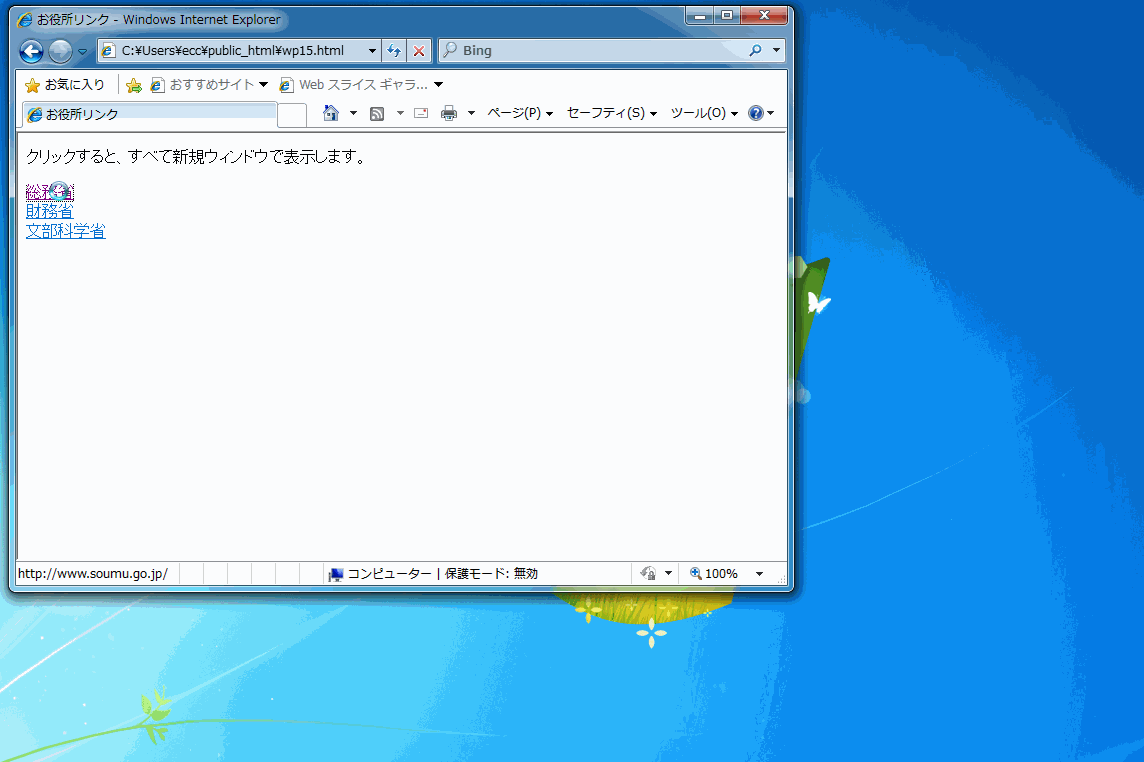 お役所リンク - Windows Internet Explorer
C:¥Users¥ecc¥public_html¥wp15.html
Bing
お気に入り
おすすめサイト
Web スライス ギャラ...
お役所リンク
ページ(P)
セーフティ(S)
ツール(O)
クリックすると、すべて新規ウィンドウで表示します。
総務省
財務省
文部科学省
http://www.soumu.go.jp/
コンピューター | 保護モード: 無効
100%